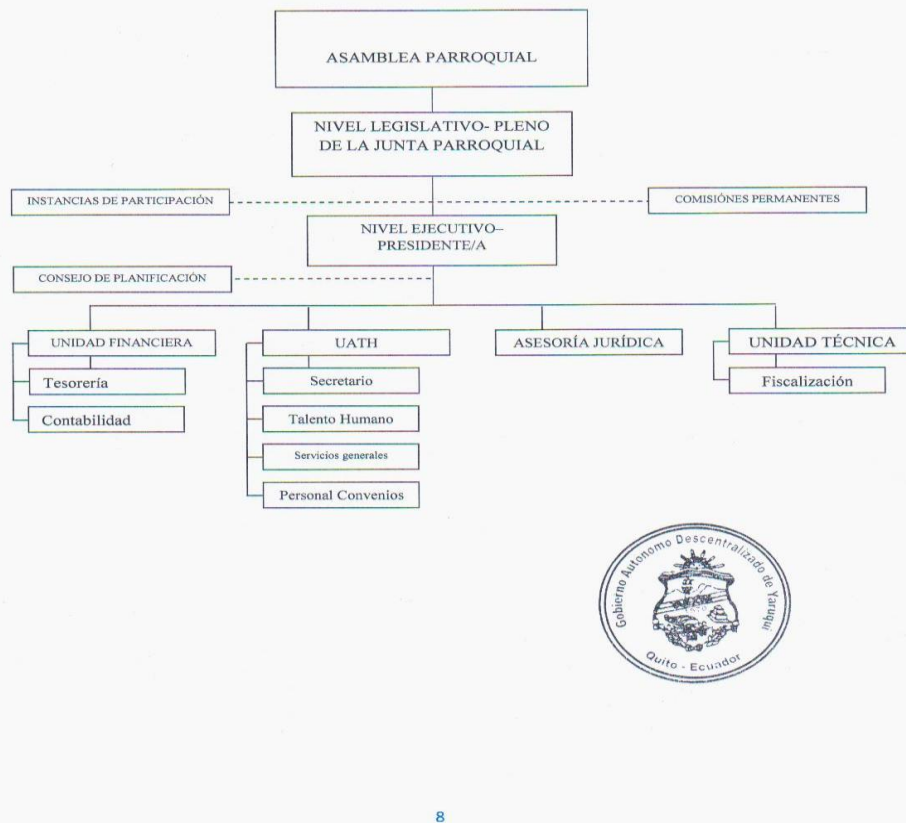 ASAMBLEA PARROQUIAL
NIVEL LEGISLATIVO- PLENO
DE LA JUNTA PARROQUIAL
INSTANCIAS DE PARTICIPACIÓN
COMISIÓNES PERMANENTES
NIVEL EJECUTIVO–
PRESIDENTE/A
CONSEJO DE PLANIFICACIÓN
UNIDAD FINANCIERA
UATH
ASESORÍA JURÍDICA
UNIDAD TÉCNICA
Tesorería
Secretario
Fiscalización
Contabilidad
Talento Humano
Servicios generales
Personal Convenios
Gobierno Autonomo Descentralizado de Yaruqui
Quito - Ecuador
8